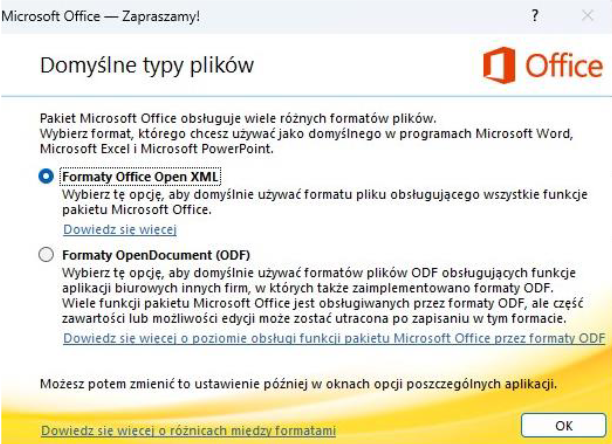 Microsoft Office — Zapraszamy!
?
Domyślne typy plików
Office
Pakiet Microsoft Office obsługuje wiele różnych formatów plików.
Wybierz format, którego chcesz używać jako domyślnego w programach Microsoft Word,
Microsoft Excel i Microsoft PowerPoint.
Formaty Office Open XML
Wybierz tę opcję, aby domyślnie używać formatu pliku obsługującego wszystkie funkcje
pakietu Microsoft Office.
Dowiedz się więcej
Formaty OpenDocument (ODF)
Wybierz tę opcję, aby domyślnie używać formatów plików ODF obsługujących funkcje
aplikacji biurowych innych firm, w których także zaimplementowano formaty ODF.
Wiele funkcji pakietu Microsoft Office jest obsługiwanych przez formaty ODF, ale część
zawartości lub możliwości edycji może zostać utracona po zapisaniu w tym formacie.
Dowiedz się więcej o poziomie obsługi funkcji pakietu Microsoft Office przez formaty ODF
Możesz potem zmienić to ustawienie później w oknach opcji poszczególnych aplikacji.
Dowiedz się więcej o różnicach między formatami
OK